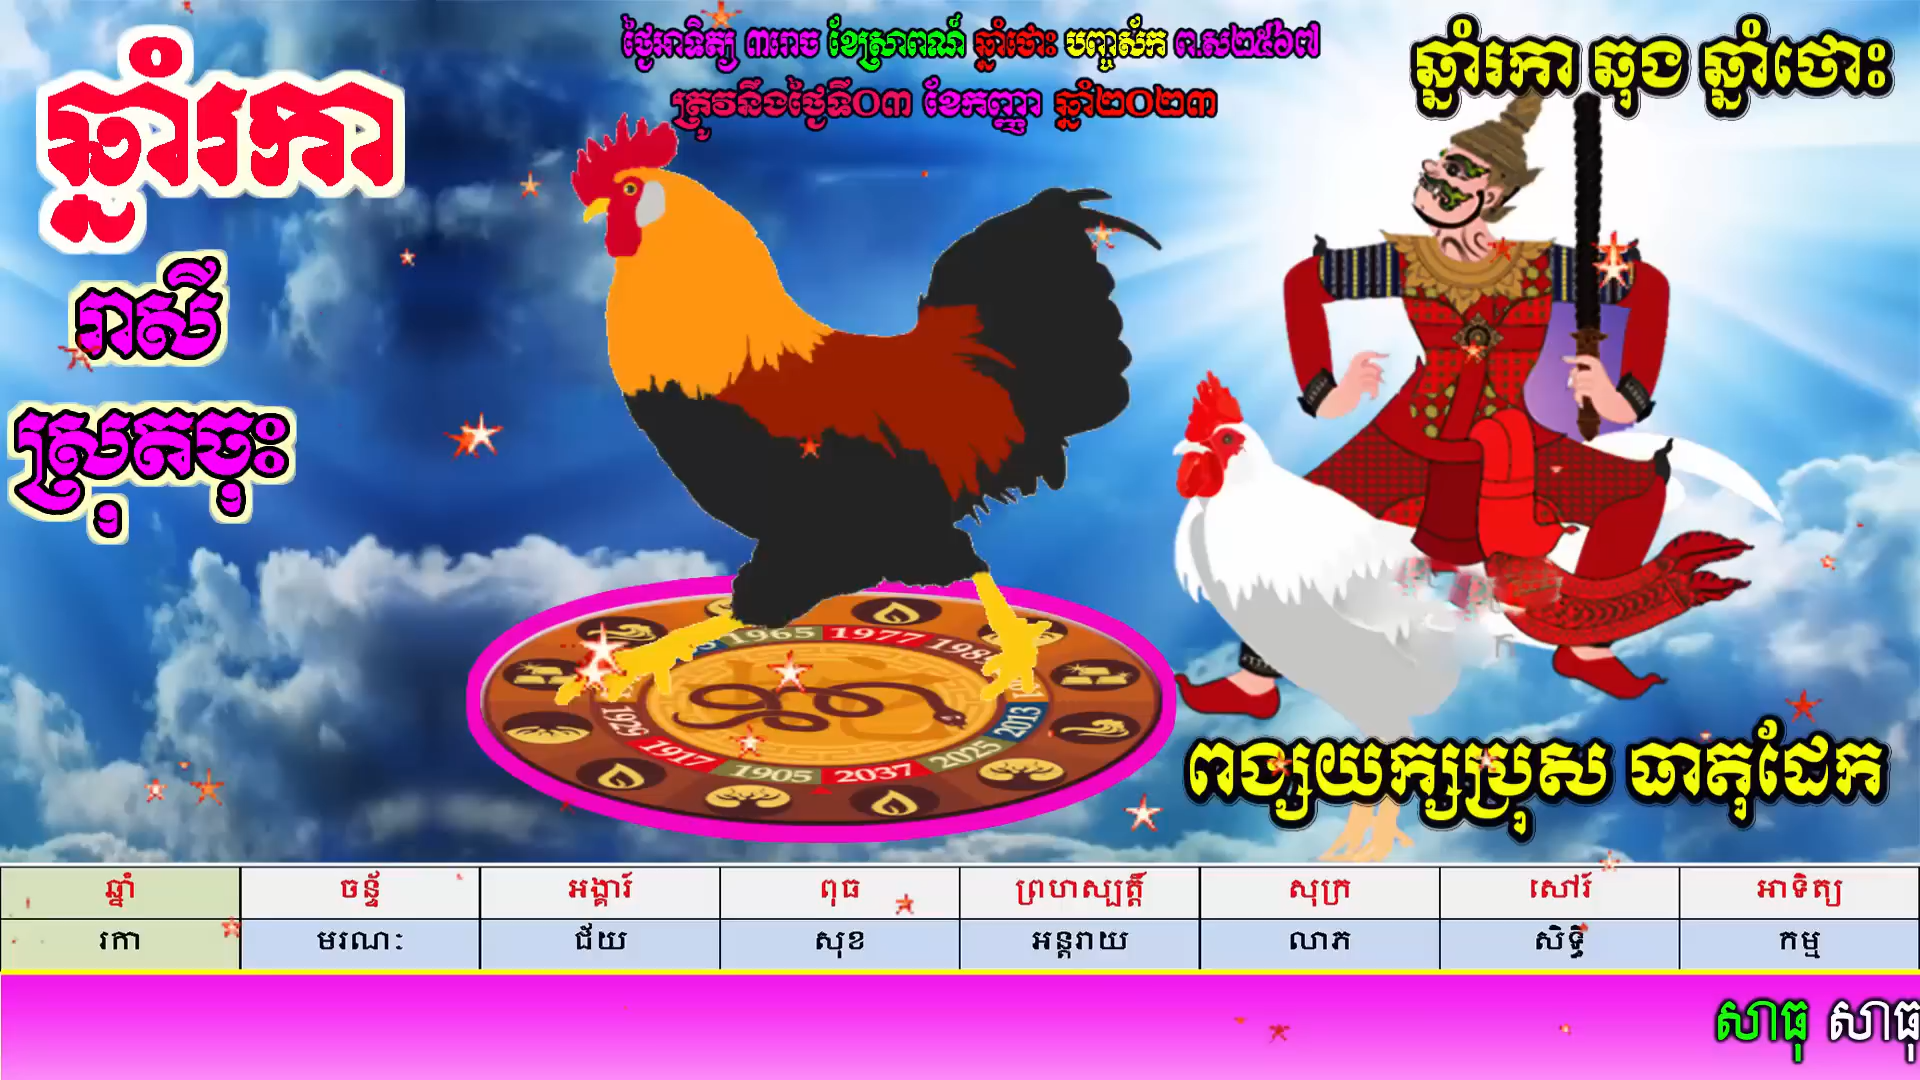 ថ្ងៃអាទិត្យ ៣រោច ខែស្រាពណ៍ ឆ្នាំថោះ បញ្ចស័ក ព.ស២៥៦៧
ត្រូវនឹងថ្ងៃទី០៣ ខែកញ្ញា ឆ្នាំ២០២៣
ឆ្នាំរកា ឆុង ឆ្នាំថោះ
ឆ្នាំរកា
រាសី
ស្រុតចុះ
1965 1977
1929 1917 1905 2037 2025 2013
ពង្សយក្សប្រុស ធាតុដែក
ឆ្នាំ ចន្ទ័ អង្គារ៍ ពុធ ព្រហស្បត្តិ៍ សុក្រ សៅរ៍ អាទិត្យ
រកា មរណៈ ជ័យ សុខ អន្តរាយ លាភ សិទ្ធិ កម្ម
សាធុ សាធុ